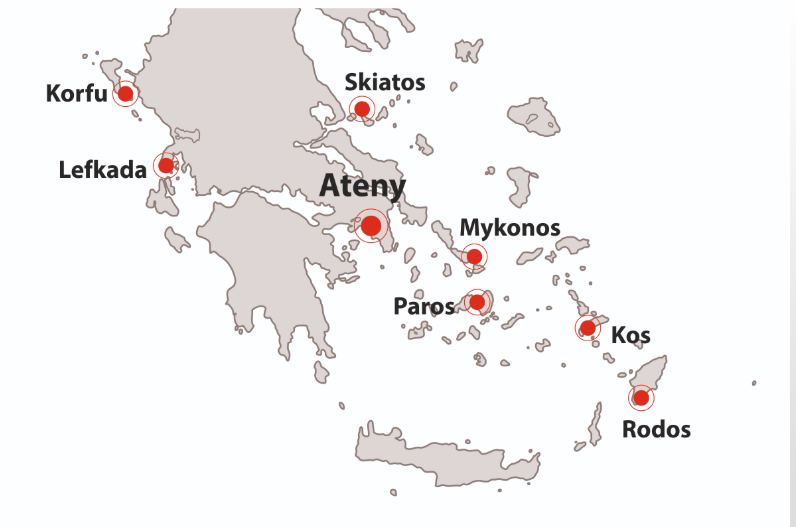 Skiatos
Korfu
Lefkada
Ateny
Mykonos
Paros
Kos
Rodos